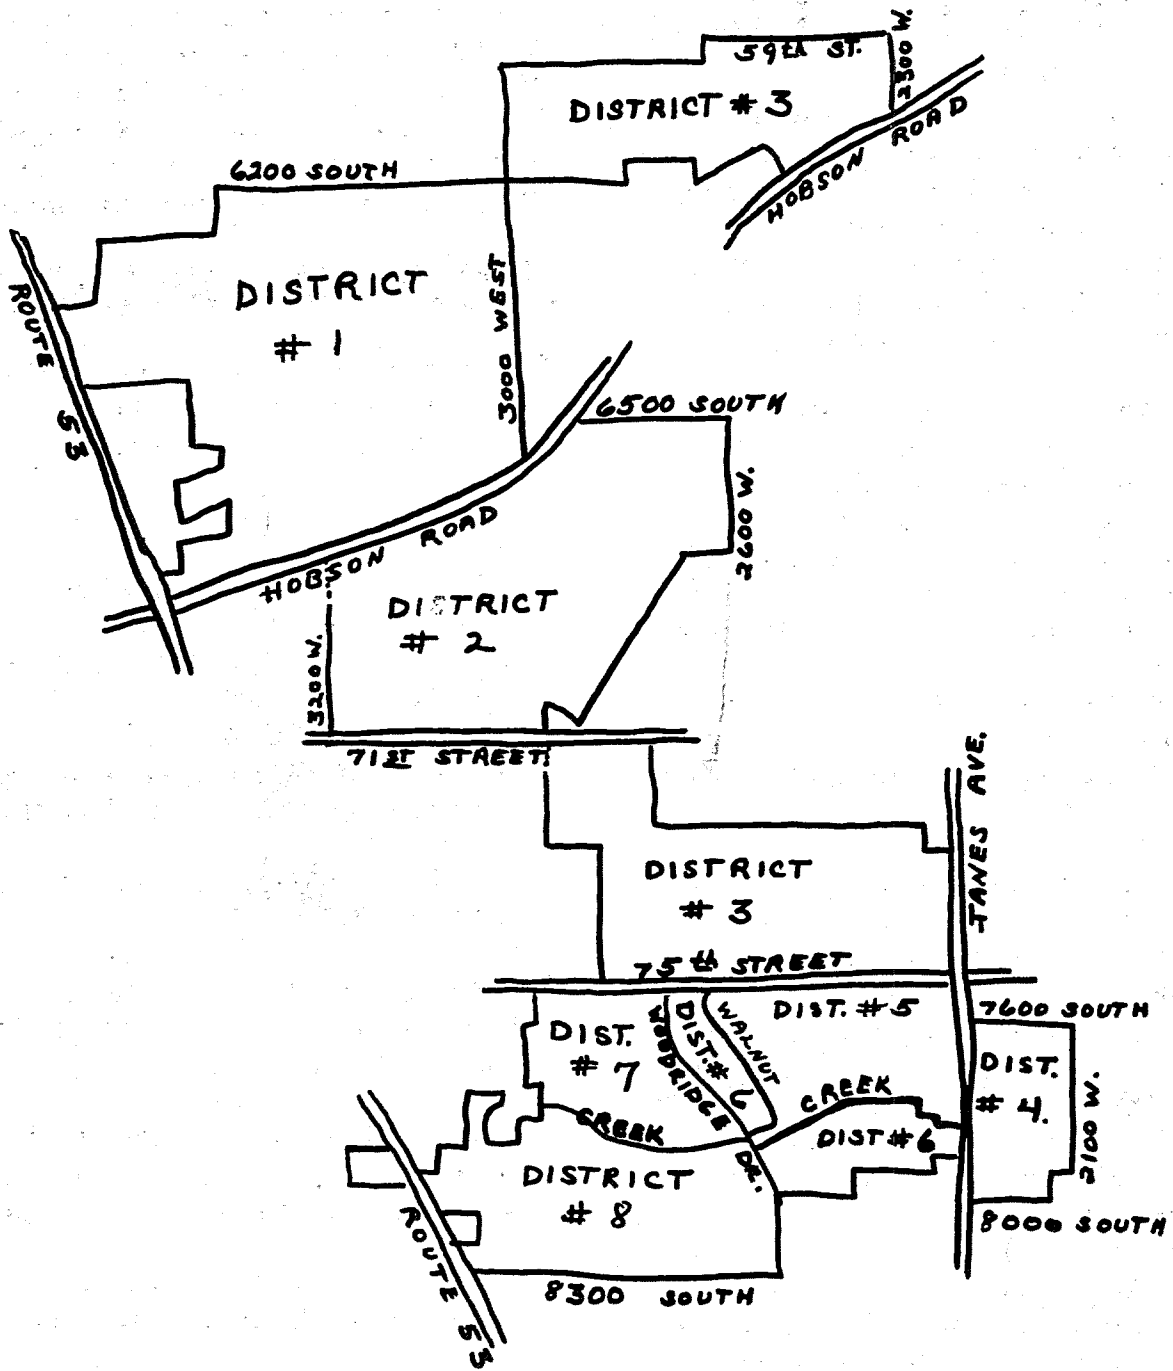 59th ST.
2300 W.
DISTRICT # 3
HOBSON ROAD
6200 SOUTH
DISTRICT
# 1
ROUTE 53
3000 WEST
6500 SOUTH
2600 W.
HOBSON ROAD
DISTRICT
# 2
3200 W.
71ST STREET
JANES AVE.
DISTRICT
# 3
75th STREET
DIST. #5
7600 SOUTH
WOODRIDGE DR.
DIST. # 6
WALNUT
DIST.
# 7
DIST.
# 4.
2100 W.
CREEK
CREEK
DIST #6
DISTRICT
# 8
8000 SOUTH
ROUTE 53
8300 SOUTH